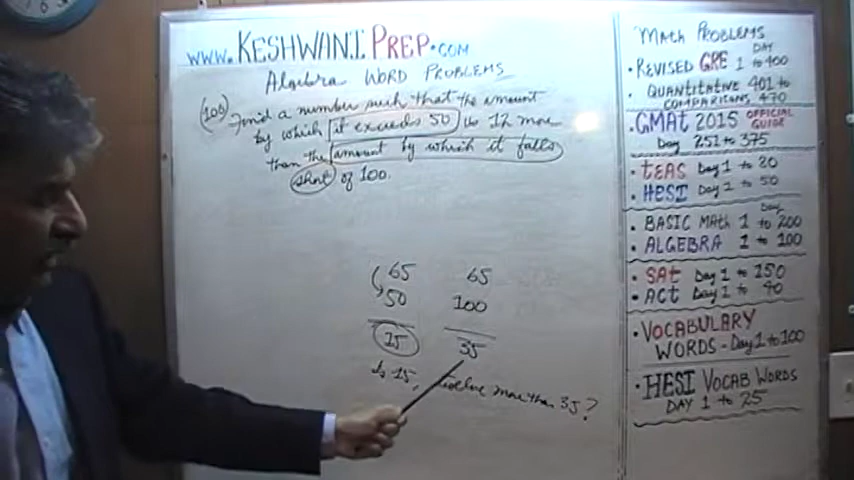 www.KESHWANIPREP.COM
Algebra WORD PROBLEMS
(100) Find a number such that the amount
by which it exceeds 50 is 12 more
than the amount by which it falls
short of 100.
65 65
50 100
15 35
Is 15, twelve more than 35?
MATH PROBLEMS
DAY
• REVISED GRE 1 to 400
• QUANTITATIVE 401 to
COMPARISONS 470
• GMAT 2015 OFFICIAL GUIDE
Day 251 to 375
• TEAS Day 1 to 20
• HESI Day 1 to 50
Day
• BASIC MATH 1 to 200
• ALGEBRA 1 to 100
• SAT Day 1 to 150
• ACT Day 1 to 40
• VOCABULARY
WORDS - Day 1 to 100
• HESI VOCAB WORDS
DAY 1 to 25